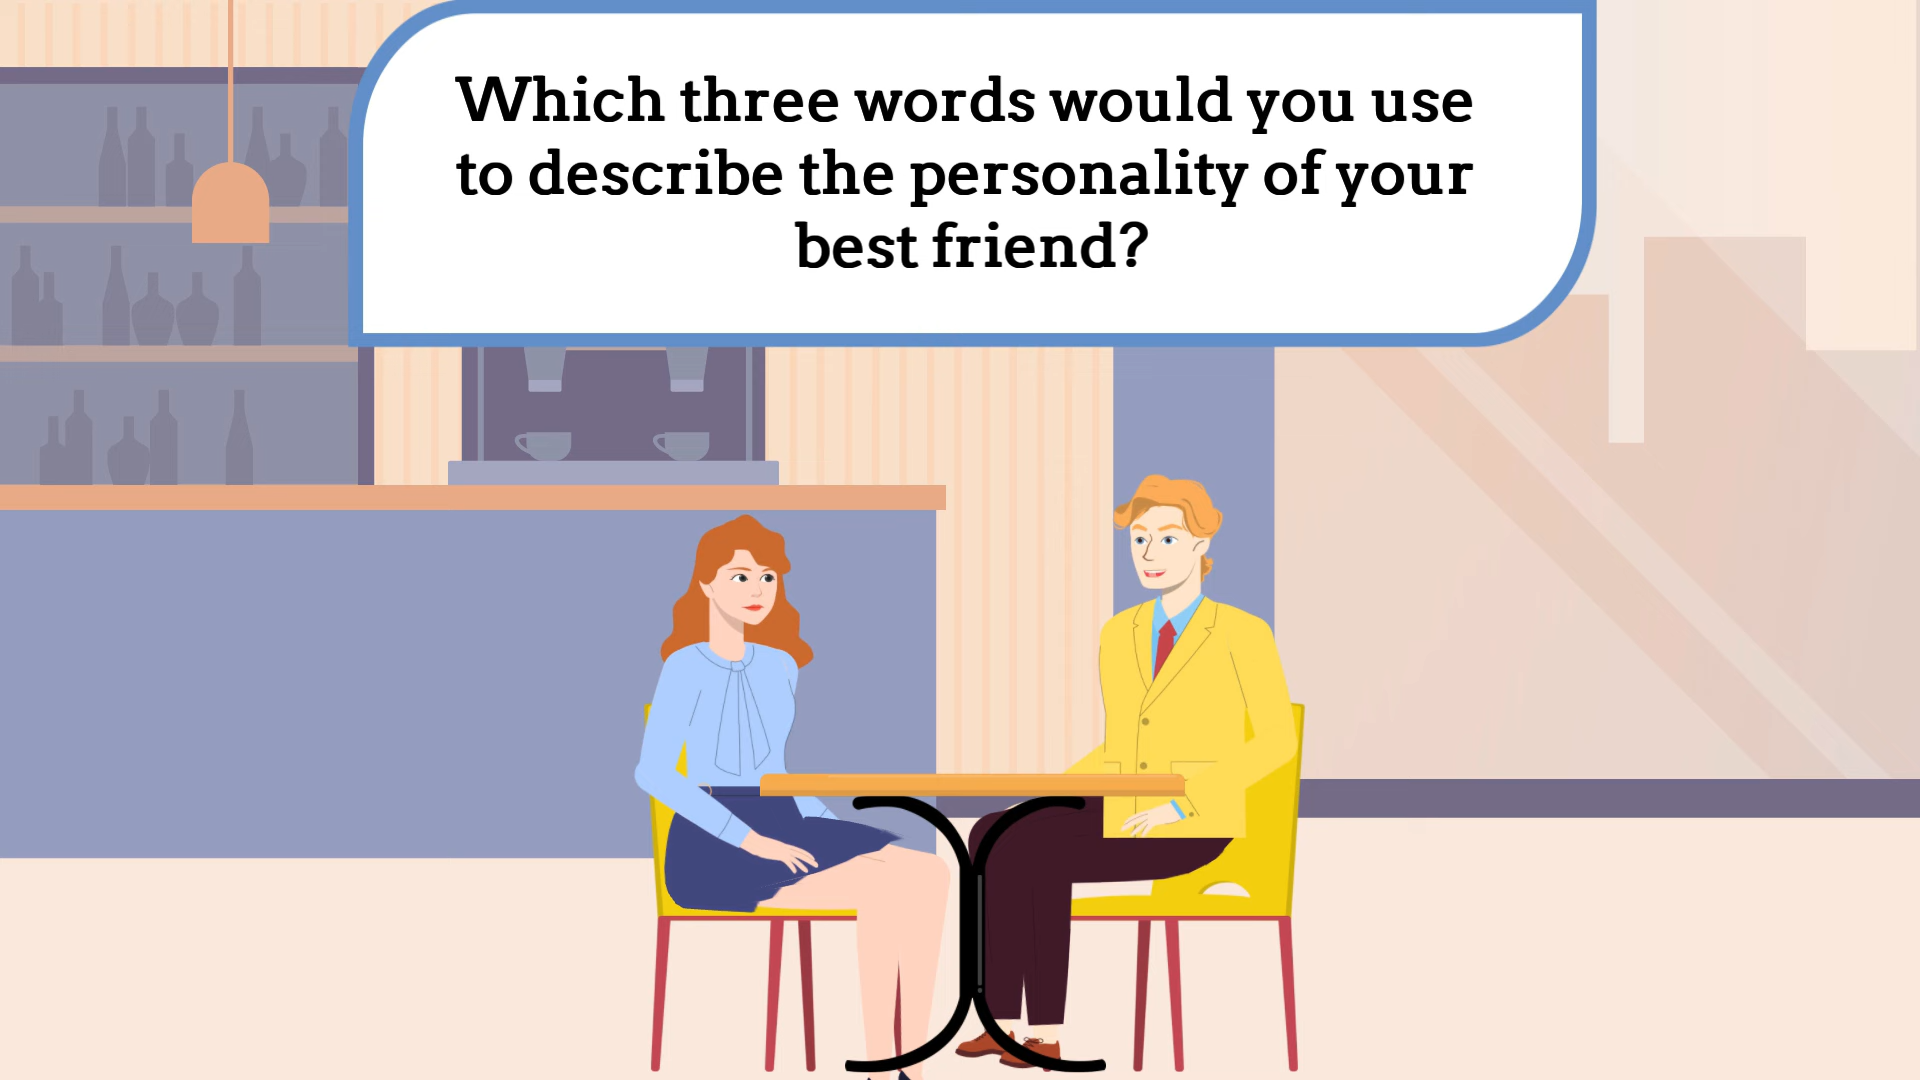 Which three words would you use
to describe the personality of your
best friend?